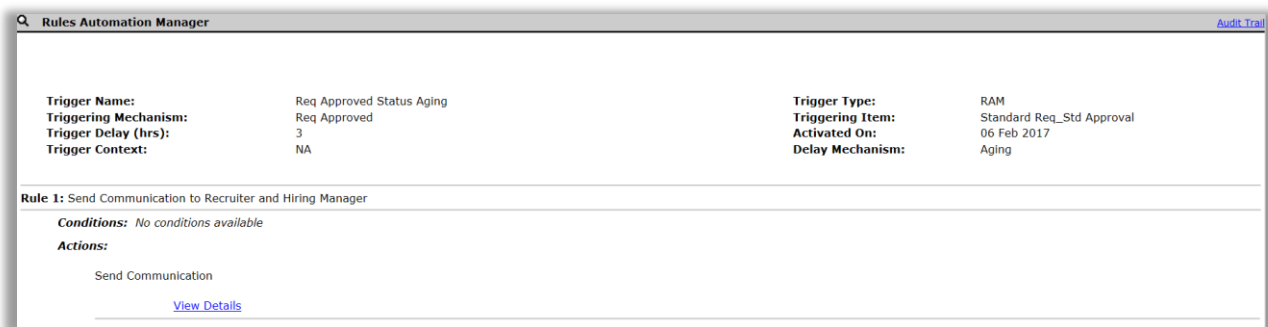 Rules Automation Manager Audit Trail
Trigger Name: Req Approved Status Aging Trigger Type: RAM
Triggering Mechanism: Req Approved Triggering Item: Standard Req_Std Approval
Trigger Delay (hrs): 3 Activated On: 06 Feb 2017
Trigger Context: NA Delay Mechanism: Aging
Rule 1: Send Communication to Recruiter and Hiring Manager
Conditions: No conditions available
Actions:
Send Communication
View Details